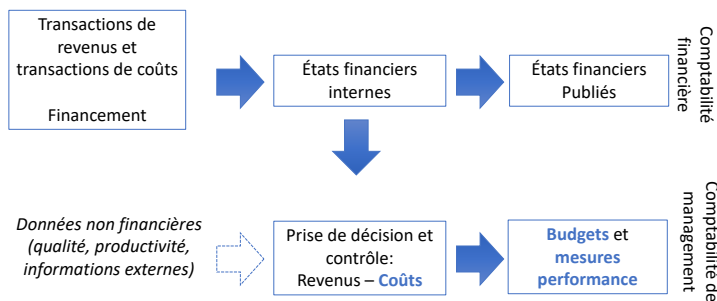 Transactions de
revenus et
transactions de coûts
Financement
États financiers
internes
États financiers
Publiés
Comptabilité
financière
Données non financières
(qualité, productivité,
informations externes)
Prise de décision et
contrôle:
Revenus – Coûts
Budgets et
mesures
performance
Comptabilité de
management